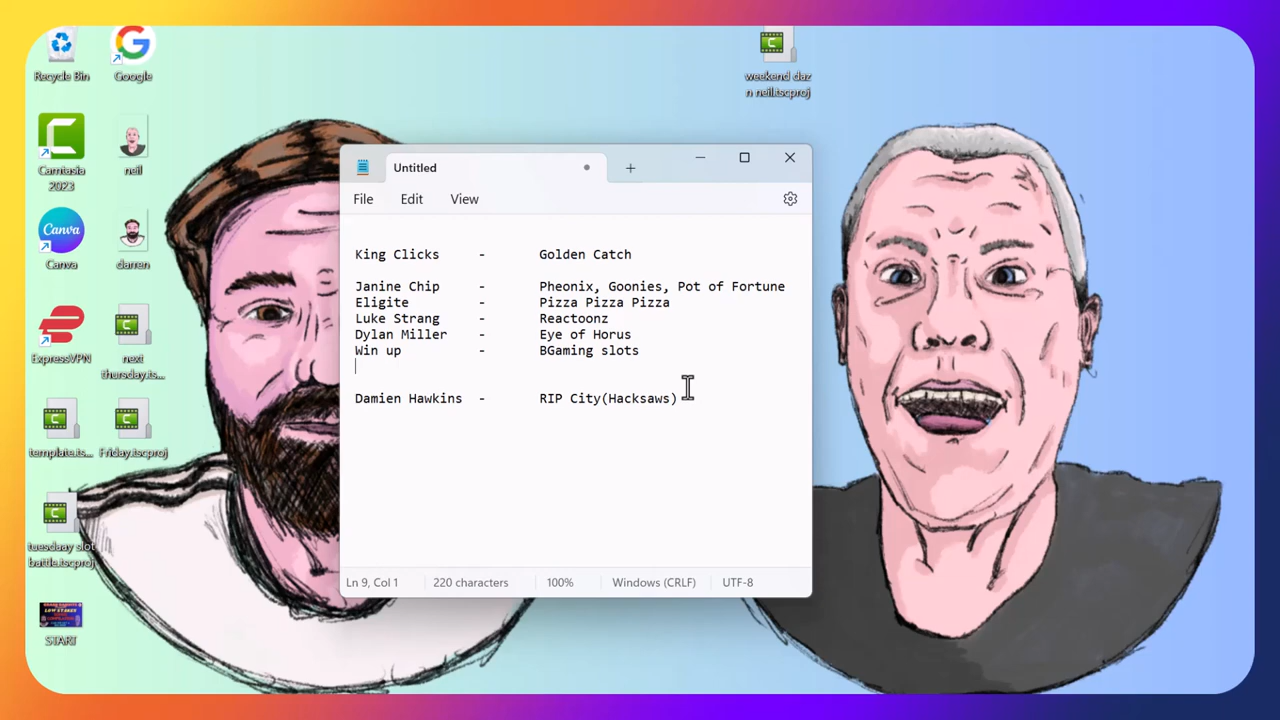 Recycle Bin
Google
Camtasia
2023
neil
Canva
Canva
darren
ExpressVPN
next
thursday.ts...
template.ts...
Friday.tscproj
tuesdaay slot
battle.tscproj
START
weekend daz
n neil.tscproj
Untitled
File Edit View
King Clicks - Golden Catch
Janine Chip - Pheonix, Goonies, Pot of Fortune
Eligite - Pizza Pizza Pizza
Luke Strang - Reactoonz
Dylan Miller - Eye of Horus
Win up - BGaming slots
Damien Hawkins - RIP City(Hacksaws)
Ln 9, Col 1 220 characters 100% Windows (CRLF) UTF-8